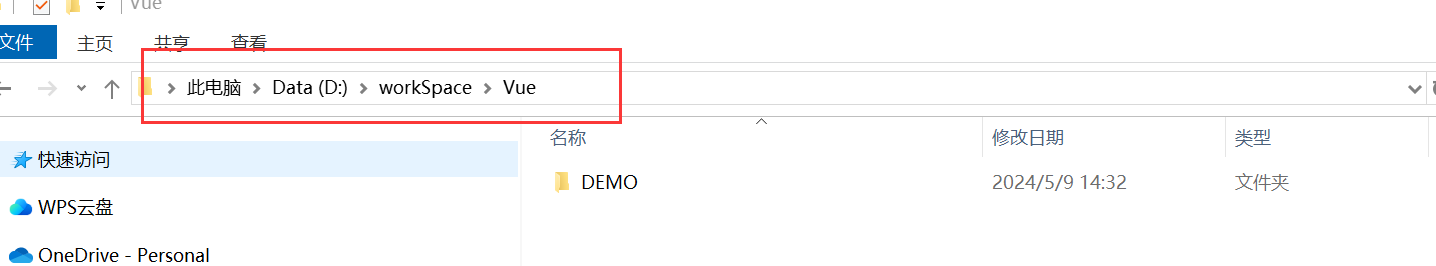 Vue
文件 主页 共享 查看
此电脑 Data (D:) workSpace Vue
名称 修改日期 类型
快速访问
DEMO 2024/5/9 14:32 文件夹
WPS云盘
OneDrive - Personal